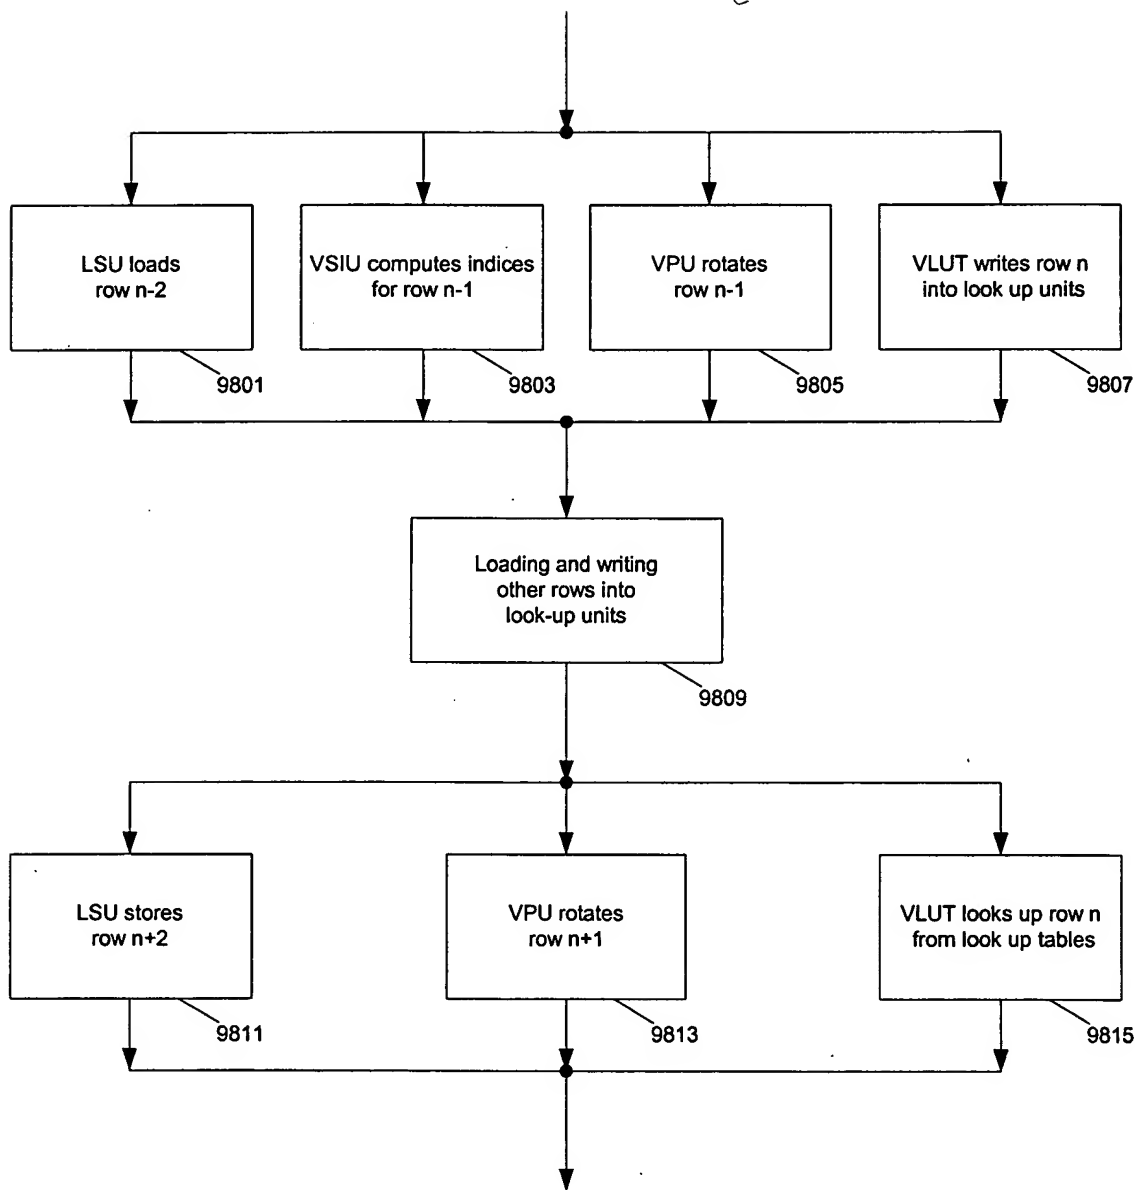 LSU loads
row n-2
9801
VSIU computes indices
for row n-1
9803
VPU rotates
row n-1
9805
VLUT writes row n
into look up units
9807
Loading and writing
other rows into
look-up units
9809
LSU stores
row n+2
9811
VPU rotates
row n+1
9813
VLUT looks up row n
from look up tables
9815